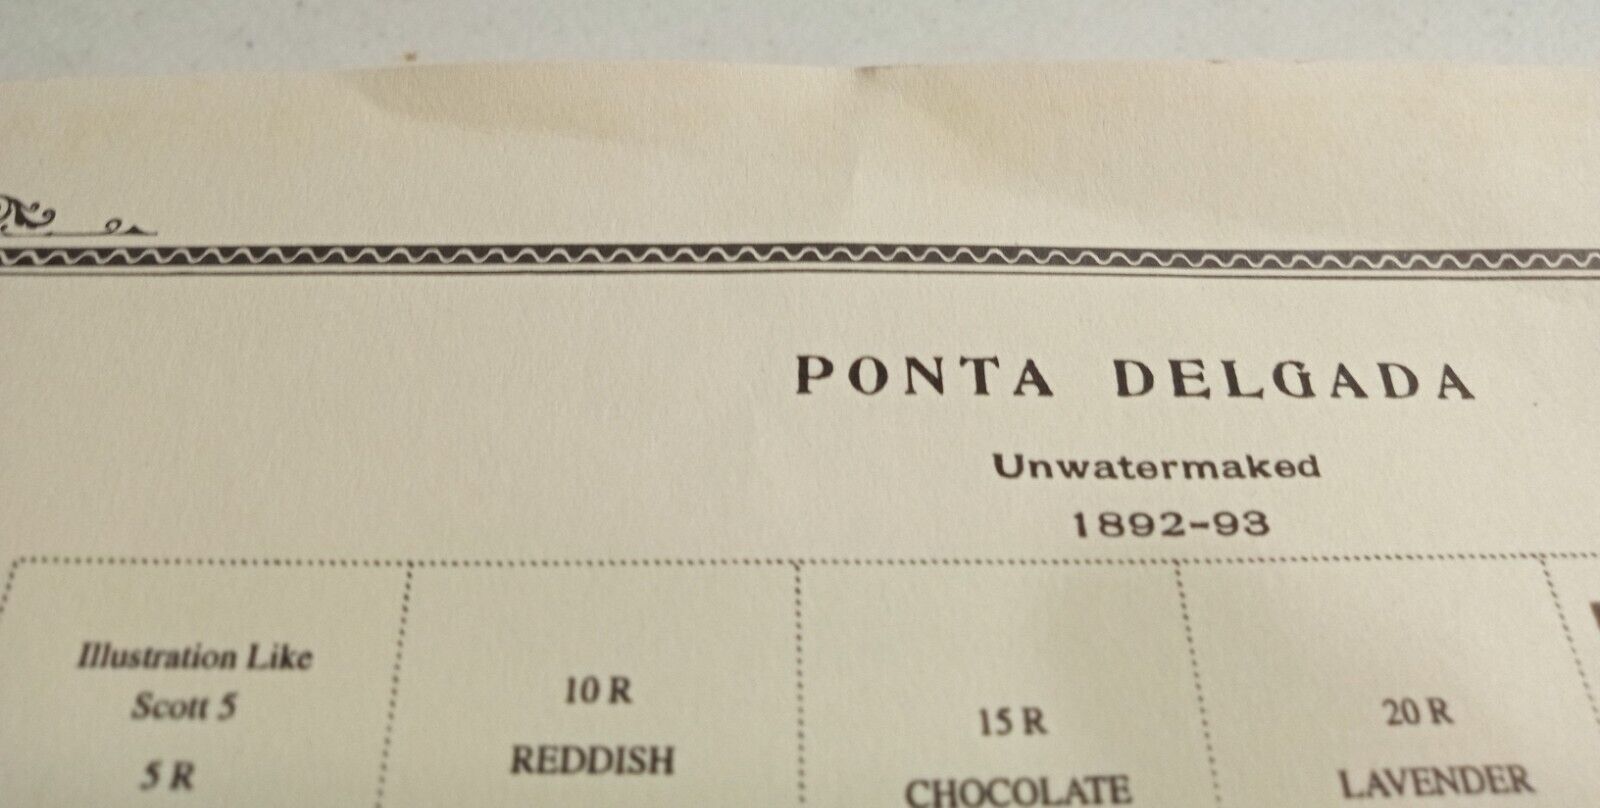 PONTA DELGADA
Unwatermaked
1892-93
Illustration Like
Scott 5
5 R
10 R
REDDISH
15 R
CHOCOLATE
20 R
LAVENDER